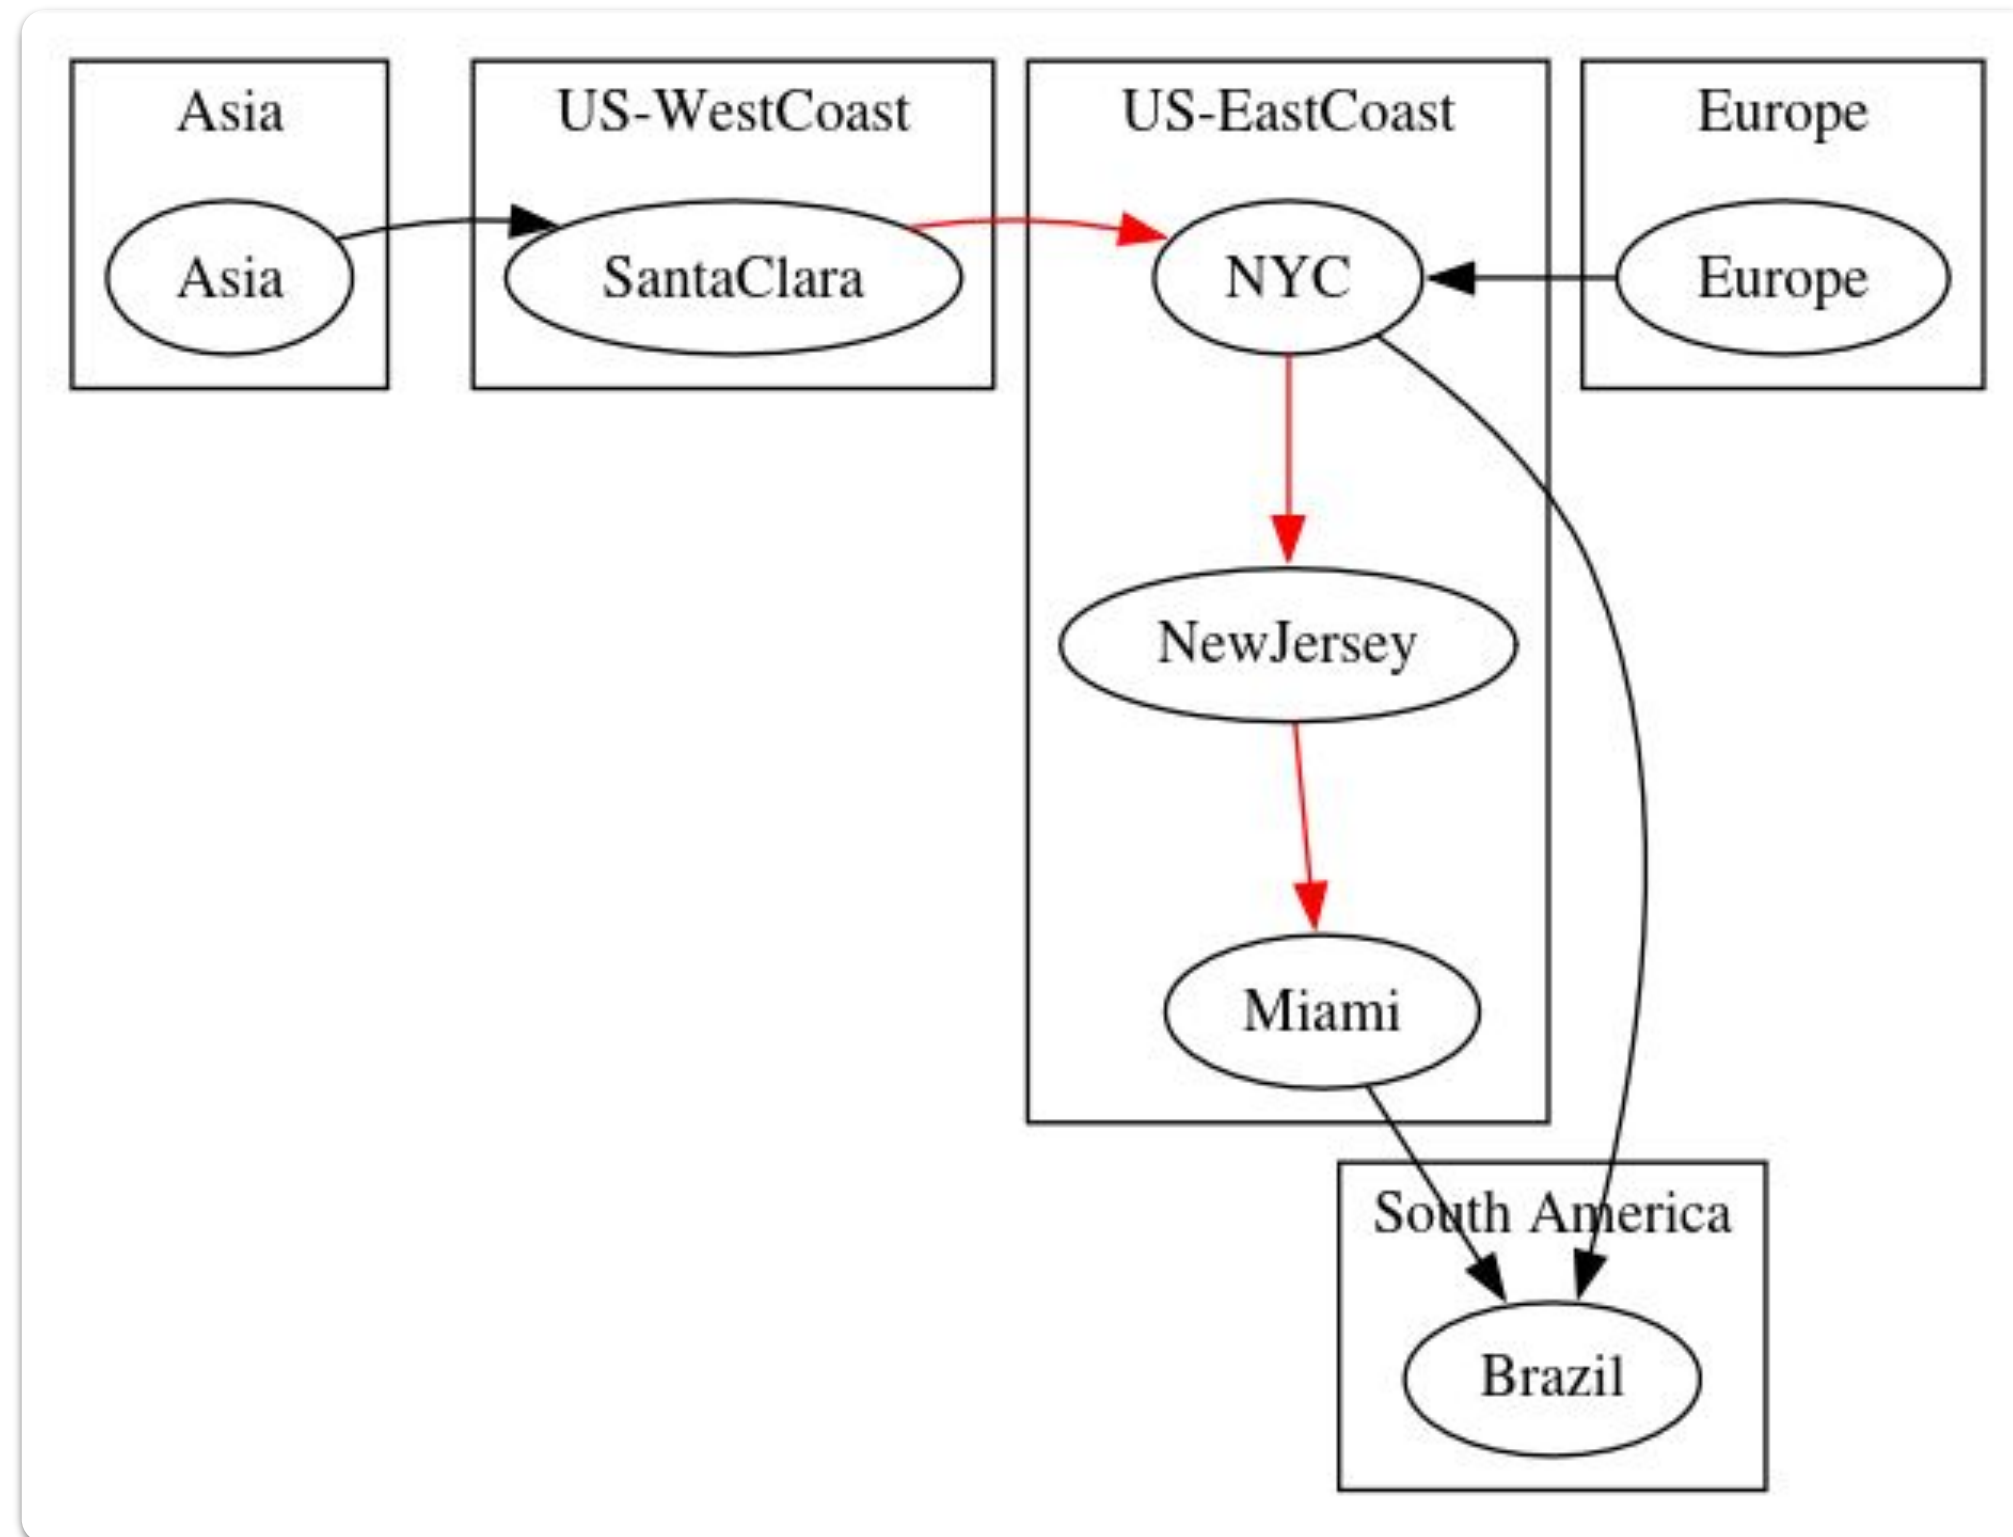 Asia
US-WestCoast
US-EastCoast
Europe
Asia
SantaClara
NYC
Europe
NewJersey
Miami
South America
Brazil